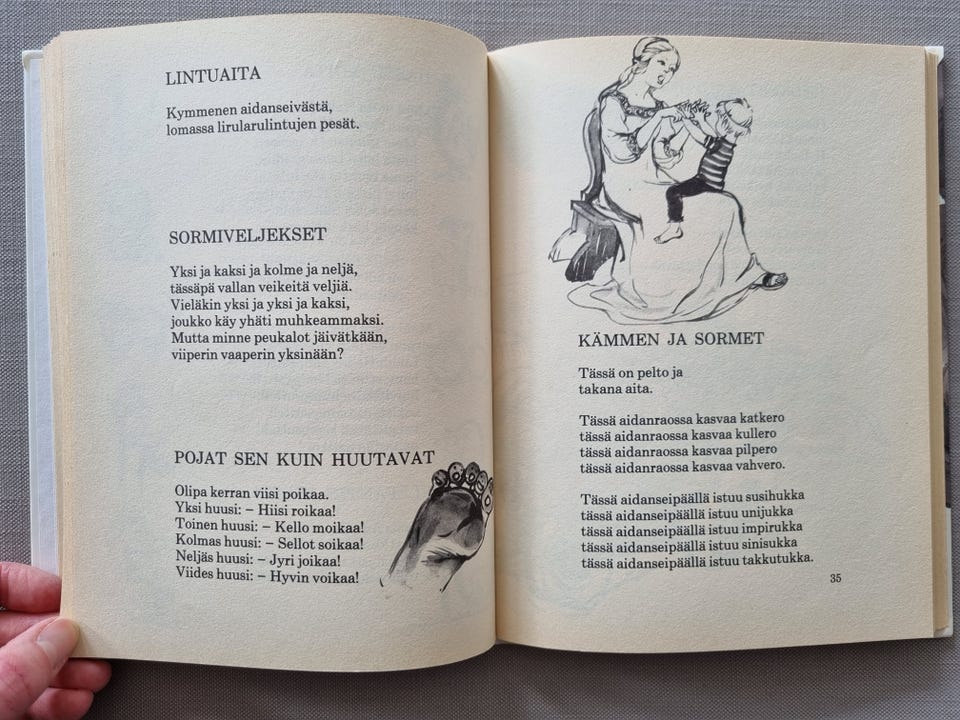 LINTUAITA
Kymmenen aidanseivästä,
lomassa lirularulintujen pesät.
SORMIVELJEKSET
Yksi ja kaksi ja kolme ja neljä,
tässäpä vallan veikeitä veljiä.
Vieläkin yksi ja yksi ja kaksi,
joukko käy yhäti muhkeammaksi.
Mutta minne peukalot jäivätkään,
viiperin vaaperin yksinään?
POJAT SEN KUIN HUUTAVAT
Olipa kerran viisi poikaa.
Yksi huusi: – Hiisi roikaa!
Toinen huusi: – Kello moikaa!
Kolmas huusi: – Sellot soikaa!
Neljäs huusi: – Jyri joikaa!
Viides huusi: – Hyvin voikaa!
KÄMMEN JA SORMET
Tässä on pelto ja
takana aita.
Tässä aidanraossa kasvaa katkero
tässä aidanraossa kasvaa kullero
tässä aidanraossa kasvaa pilpero
tässä aidanraossa kasvaa vahvero.
Tässä aidanseipäällä istuu susihukka
tässä aidanseipäällä istuu unijukka
tässä aidanseipäällä istuu impirukka
tässä aidanseipäällä istuu sinisukka
tässä aidanseipäällä istuu takkutukka.
35